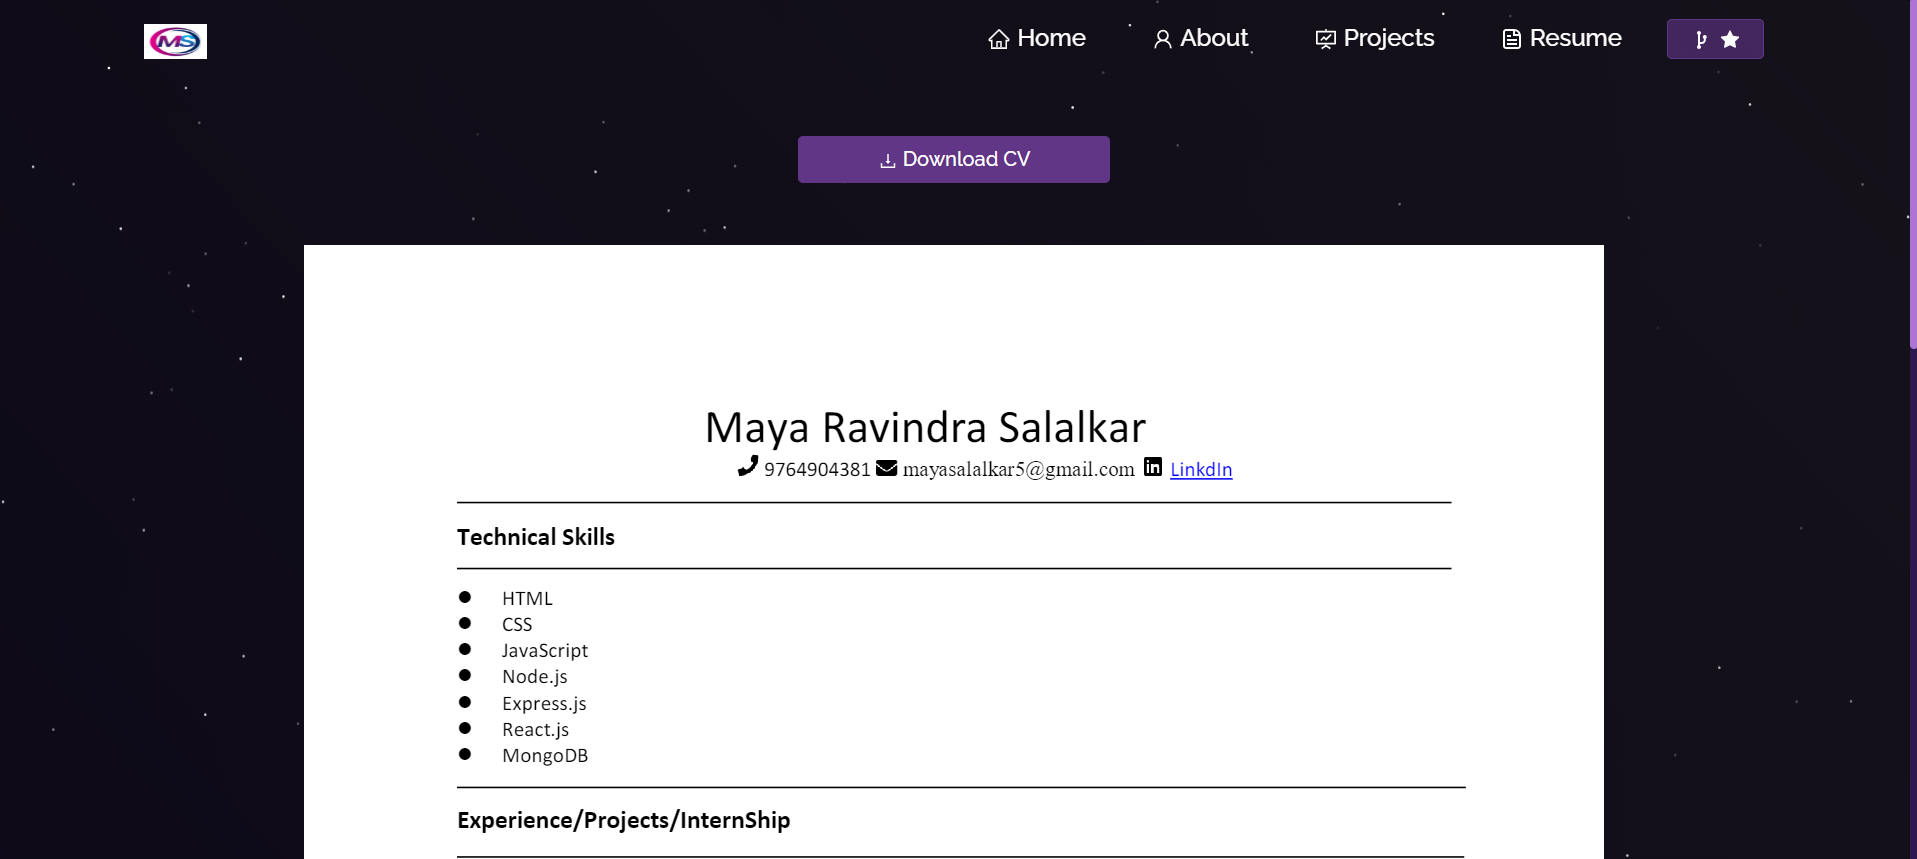 MS
Home
About
Projects
Resume
Download CV
Maya Ravindra Salalkar
9764904381 mayasalalkar5@gmail.com in LinkdIn
Technical Skills
HTML
CSS
JavaScript
Node.js
Express.js
React.js
MongoDB
Experience/Projects/InternShip